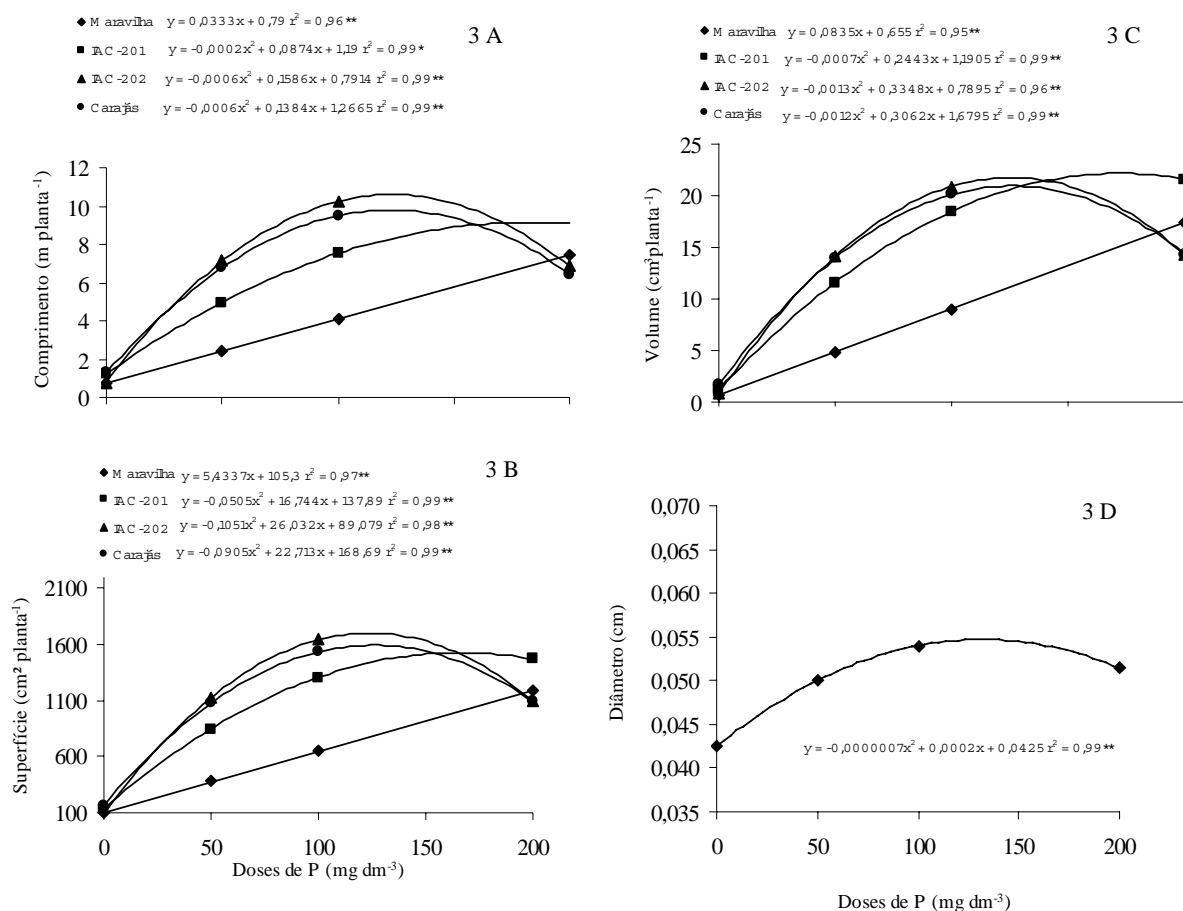 Maravilha y = 0,0333x + 0,79 r² = 0,96**
IAC-201 y = -0,0002x² + 0,0874x + 1,19 r² = 0,99*
IAC-202 y = -0,0006x² + 0,1586x + 0,7914 r² = 0,99**
Carajás y = -0,0006x² + 0,1384x + 1,2665 r² = 0,99**
3 A
Comprimento (m planta⁻¹)
12
10
8
6
4
2
0
Maravilha y = 0,0835x + 0,655 r² = 0,95**
IAC-201 y = -0,0007x² + 0,2443x + 1,1905 r² = 0,99**
IAC-202 y = -0,0013x² + 0,3348x + 0,7895 r² = 0,96**
Carajás y = -0,0012x² + 0,3062x + 1,6795 r² = 0,99**
3 C
Volume (cm³planta⁻¹)
25
20
15
10
5
0
Maravilha y = 5,4337x + 105,3 r² = 0,97**
IAC-201 y = -0,0505x² + 16,744x + 137,89 r² = 0,99**
IAC-202 y = -0,1051x² + 26,032x + 89,079 r² = 0,98**
Carajás y = -0,0905x² + 22,713x + 168,69 r² = 0,99**
3 B
Superfície (cm² planta⁻¹)
2100
1600
1100
600
100
0 50 100 150 200
Doses de P (mg dm⁻³)
3 D
Diâmetro (cm)
0,070
0,065
0,060
0,055
0,050
0,045
0,040
0,035
y = -0,0000007x² + 0,0002x + 0,0425 r² = 0,99**
0 50 100 150 200
Doses de P (mg dm⁻³)